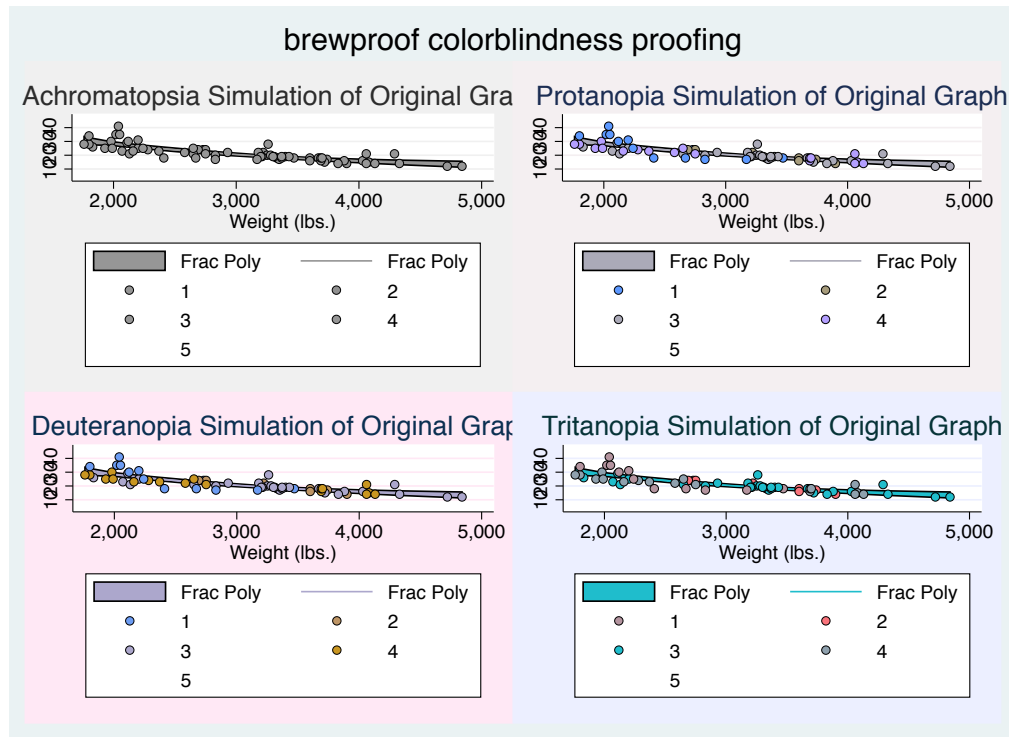 brewproof colorblindness proofing
Achromatopsia Simulation of Original Gra
10203040
2,000 3,000 4,000 5,000
Weight (lbs.)
Frac Poly Frac Poly
1 2
3 4
5
Protanopia Simulation of Original Graph
10203040
2,000 3,000 4,000 5,000
Weight (lbs.)
Frac Poly Frac Poly
1 2
3 4
5
Deuteranopia Simulation of Original Grap
10203040
2,000 3,000 4,000 5,000
Weight (lbs.)
Frac Poly Frac Poly
1 2
3 4
5
Tritanopia Simulation of Original Graph
10203040
2,000 3,000 4,000 5,000
Weight (lbs.)
Frac Poly Frac Poly
1 2
3 4
5